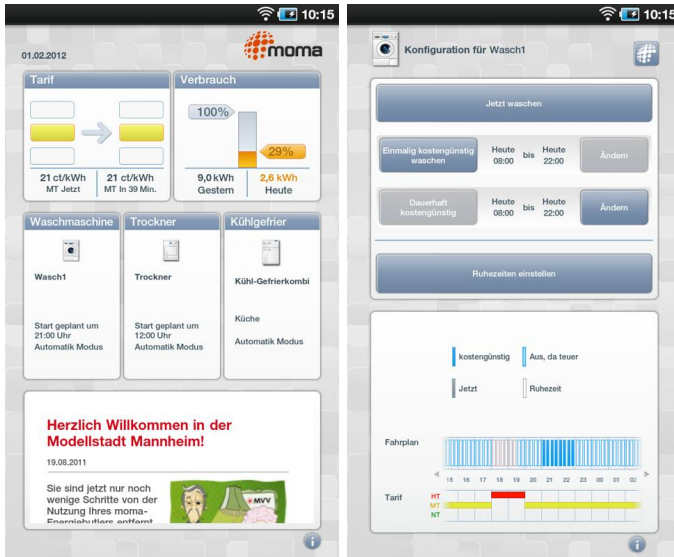 10:15
01.02.2012
moma
Tarif
21 ct/kWh
MT Jetzt
21 ct/kWh
MT In 39 Min.
Verbrauch
100%
29%
9,0 kWh
Gestern
2,6 kWh
Heute
Waschmaschine
Wasch1
Start geplant um
21:00 Uhr
Automatik Modus
Trockner
Trockner
Start geplant um
12:00 Uhr
Automatik Modus
Kühlgefrier
Kühl-Gefrierkombi
Küche
Automatik Modus
Herzlich Willkommen in der
Modellstadt Mannheim!
19.08.2011
Sie sind jetzt nur noch
wenige Schritte von der
Nutzung Ihres moma-
Energiebutlers entfernt
MVV
10:15
Konfiguration für Wasch1
Jetzt waschen
Einmalig kostengünstig
waschen
Heute bis Heute
08:00 22:00
Ändern
Dauerhaft
kostengünstig
Heute bis Heute
08:00 22:00
Ändern
Ruhezeiten einstellen
kostengünstig
Aus, da teuer
Jetzt
Ruhezeit
Fahrplan
15 16 17 18 19 20 21 22 23 00 01 02
Tarif
HT
MT
NT